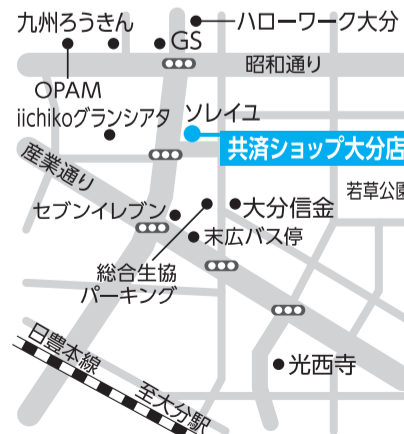 九州ろうきん
ハローワーク大分
GS
昭和通り
OPAM
iichikoグランシアタ
ソレイユ
共済ショップ大分店
産業通り
若草公園
セブンイレブン
大分信金
末広バス停
総合生協
パーキング
日豊本線
光西寺
至大分駅